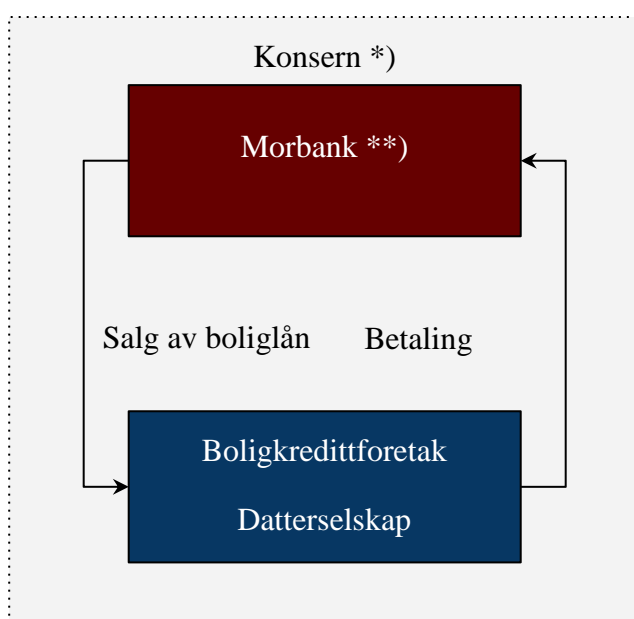 Konsern *)
Morbank **)
Salg av boliglån
Betaling
Boligkredittforetak
Datterselskap